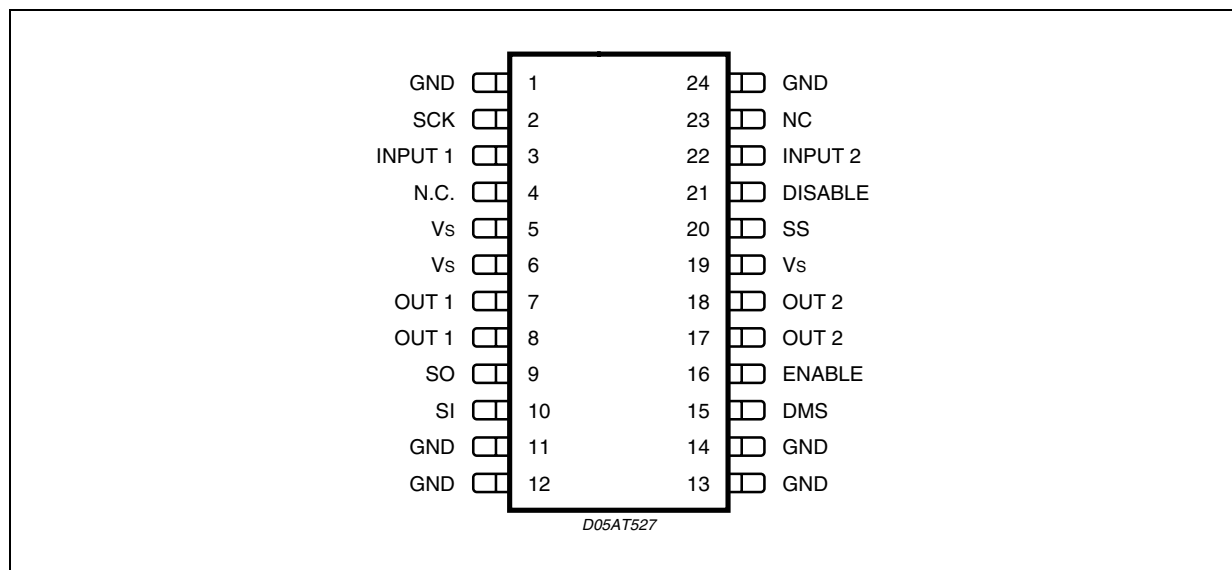 GND 1 24 GND
SCK 2 23 NC
INPUT 1 3 22 INPUT 2
N.C. 4 21 DISABLE
Vs 5 20 SS
Vs 6 19 Vs
OUT 1 7 18 OUT 2
OUT 1 8 17 OUT 2
SO 9 16 ENABLE
SI 10 15 DMS
GND 11 14 GND
GND 12 13 GND
D05AT527